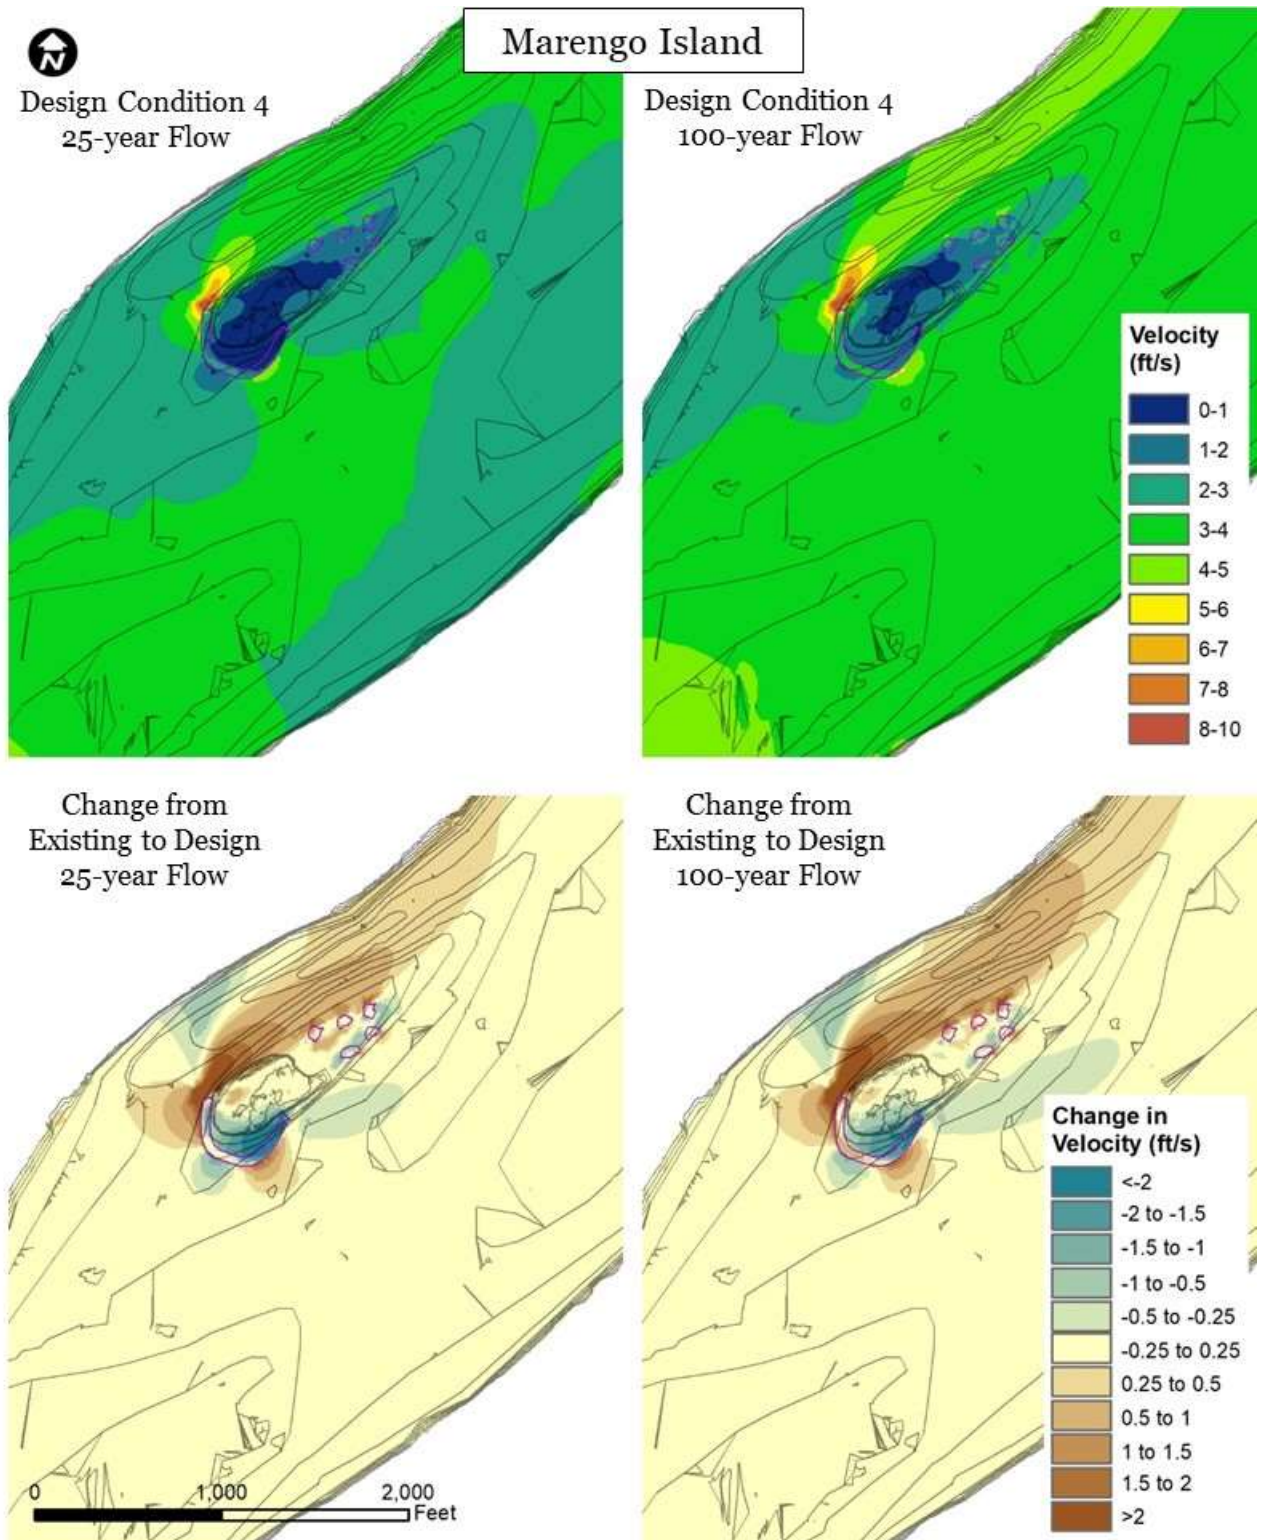 Marengo Island
N
Design Condition 4
25-year Flow
Design Condition 4
100-year Flow
Velocity
(ft/s)
0-1
1-2
2-3
3-4
4-5
5-6
6-7
7-8
8-10
Change from
Existing to Design
25-year Flow
Change from
Existing to Design
100-year Flow
Change in
Velocity (ft/s)
<-2
-2 to -1.5
-1.5 to -1
-1 to -0.5
-0.5 to -0.25
-0.25 to 0.25
0.25 to 0.5
0.5 to 1
1 to 1.5
1.5 to 2
>2
0 1,000 2,000
Feet